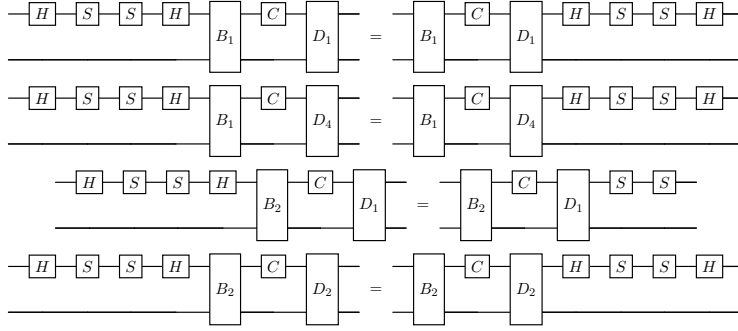 H S S H B₁ C D₁ = B₁ C D₁ H S S H
H S S H B₁ C D₄ = B₁ C D₄ H S S H
H S S H B₂ C D₁ = B₂ C D₁ S S
H S S H B₂ C D₂ = B₂ C D₂ H S S H